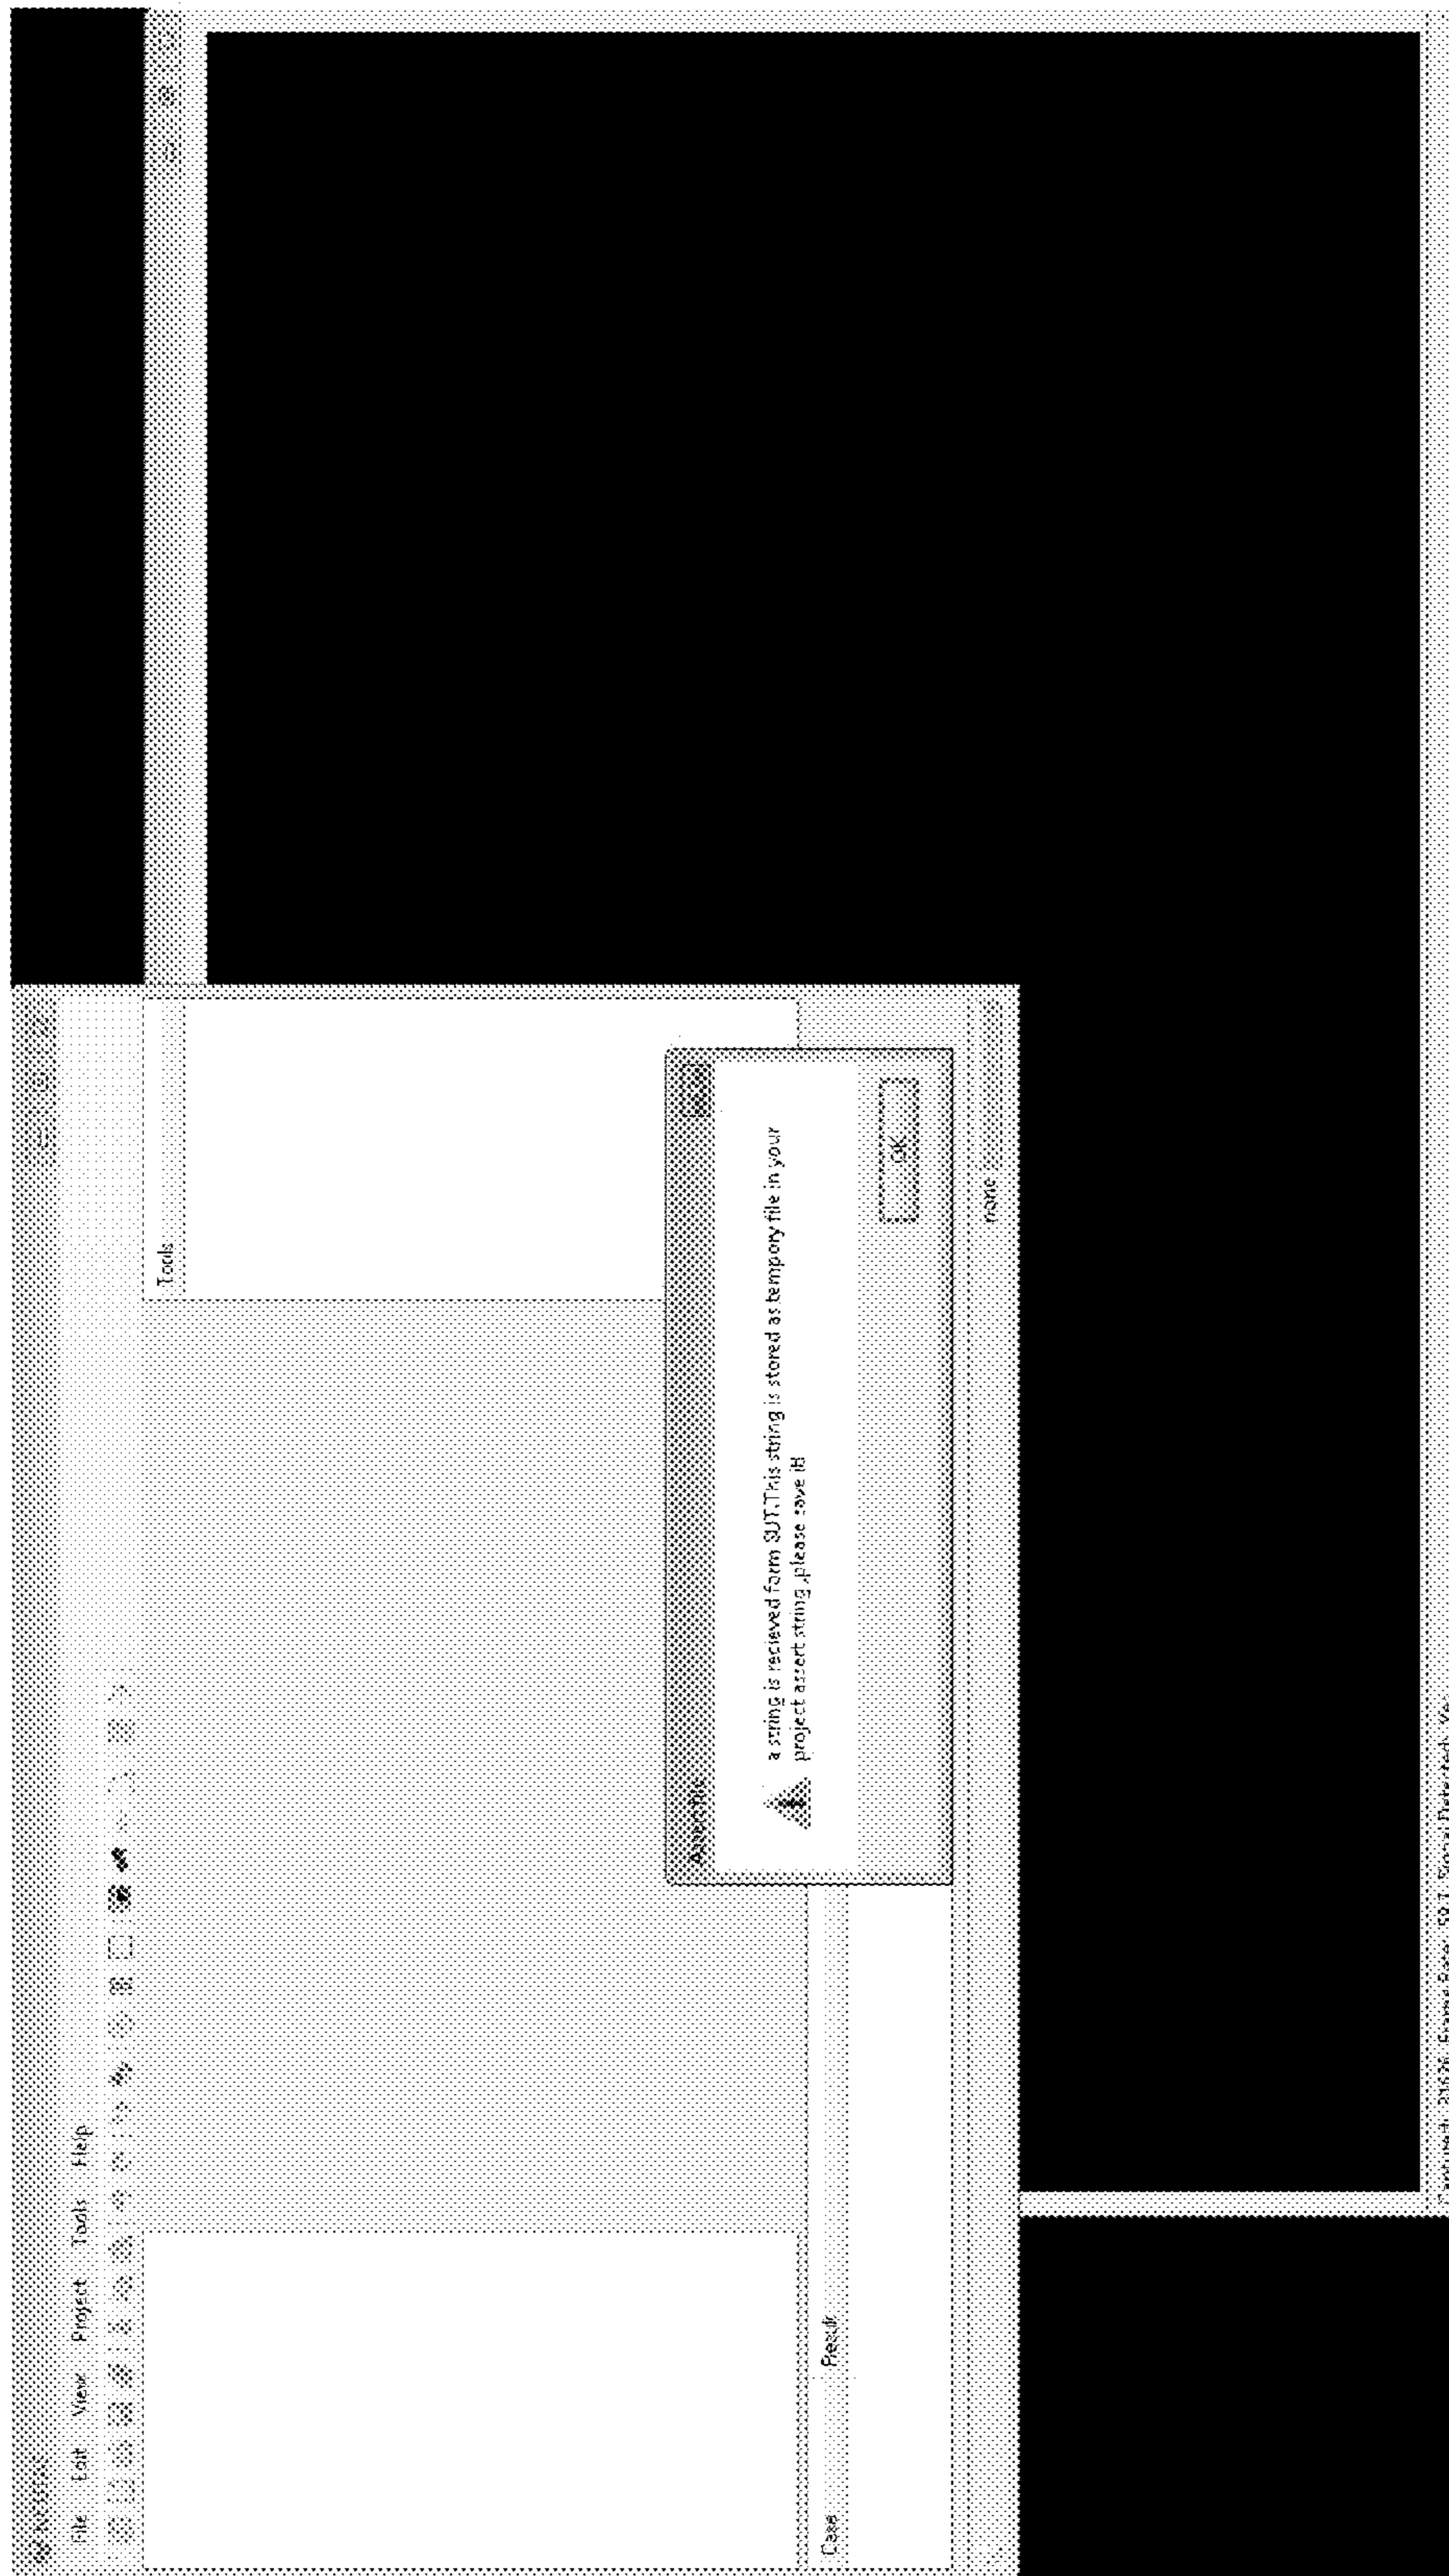 File Edit View Project Tools Help
Tools
a string is recieved form SUT.This string is stored as tempory file in your
project assert string ,please save it!
OK
Case Result
none